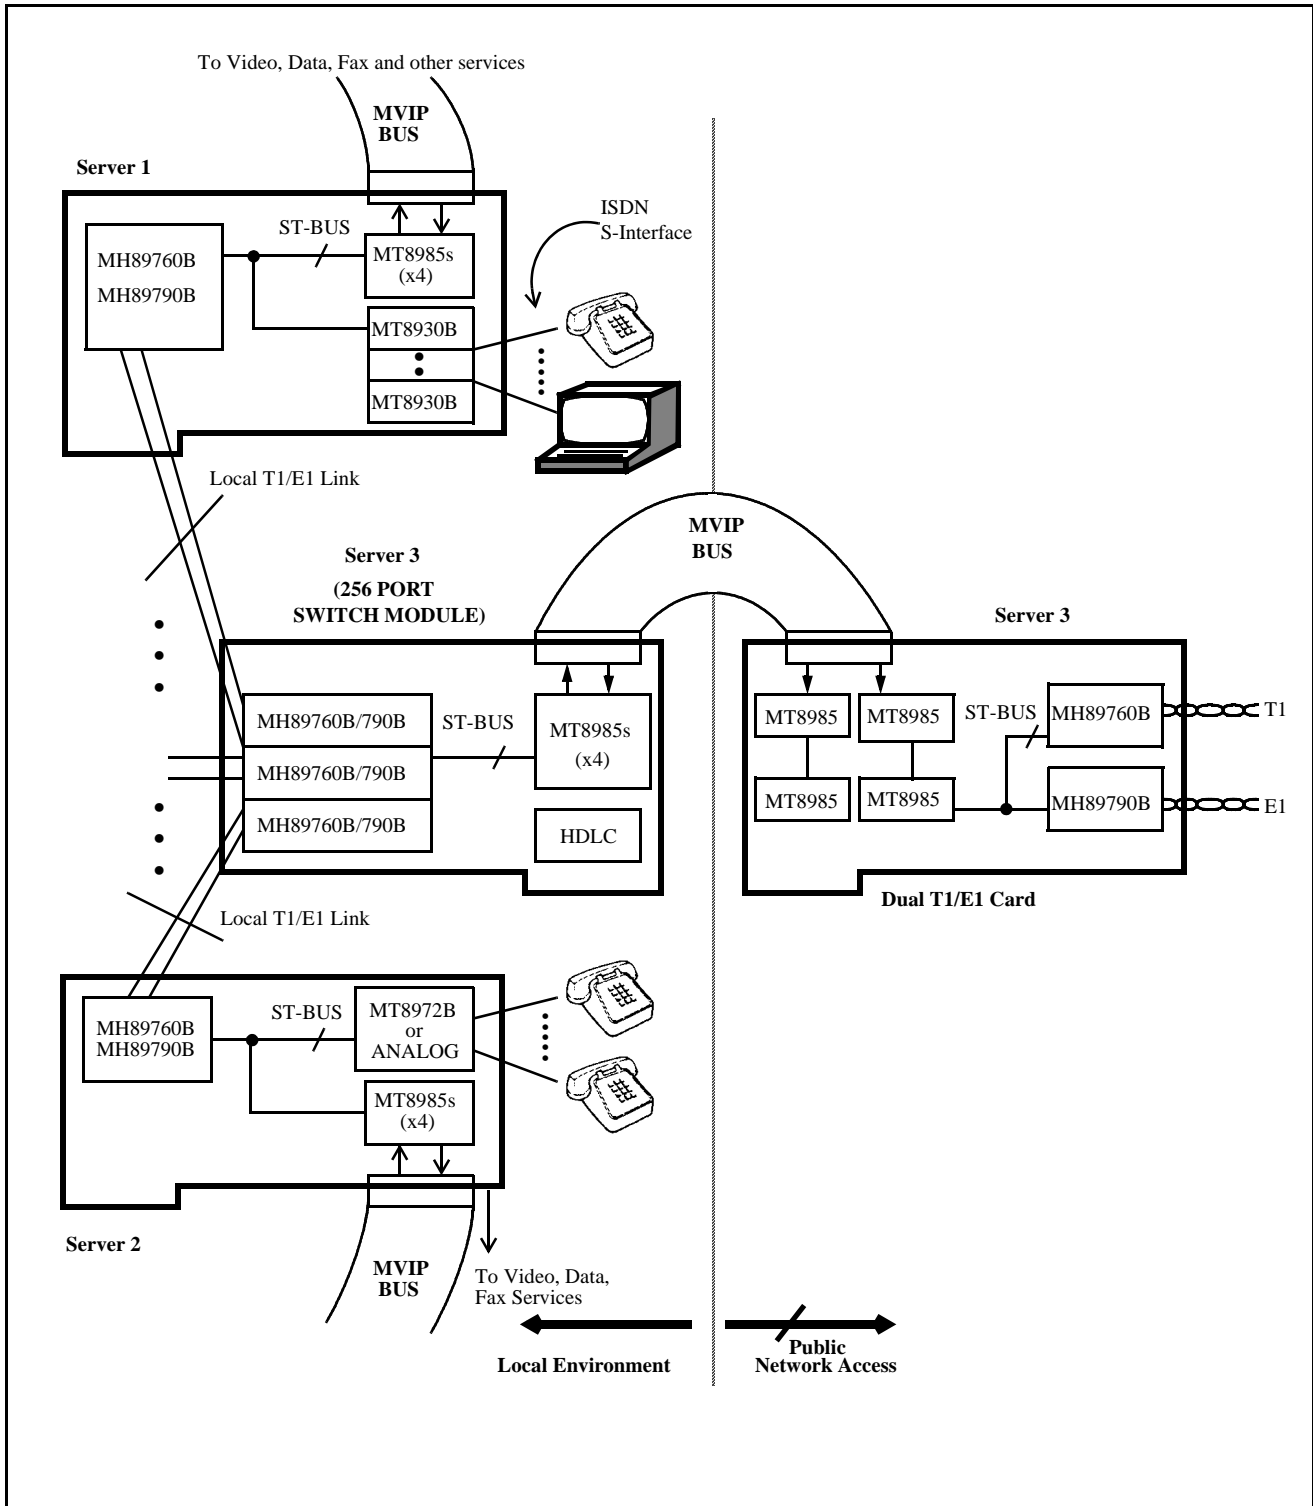 To Video, Data, Fax and other services
MVIP
BUS
Server 1
ISDN
S-Interface
ST-BUS
MH89760B
MH89790B
MT8985s
(x4)
MT8930B
MT8930B
Local T1/E1 Link
MVIP
BUS
Server 3
(256 PORT
SWITCH MODULE)
Server 3
MH89760B/790B
MH89760B/790B
MH89760B/790B
ST-BUS
MT8985s
(x4)
HDLC
MT8985
MT8985
MT8985
MT8985
ST-BUS
MH89760B
T1
MH89790B
E1
Dual T1/E1 Card
Local T1/E1 Link
MH89760B
MH89790B
ST-BUS
MT8972B
or
ANALOG
MT8985s
(x4)
Server 2
MVIP
BUS
To Video, Data,
Fax Services
Local Environment
Public
Network Access